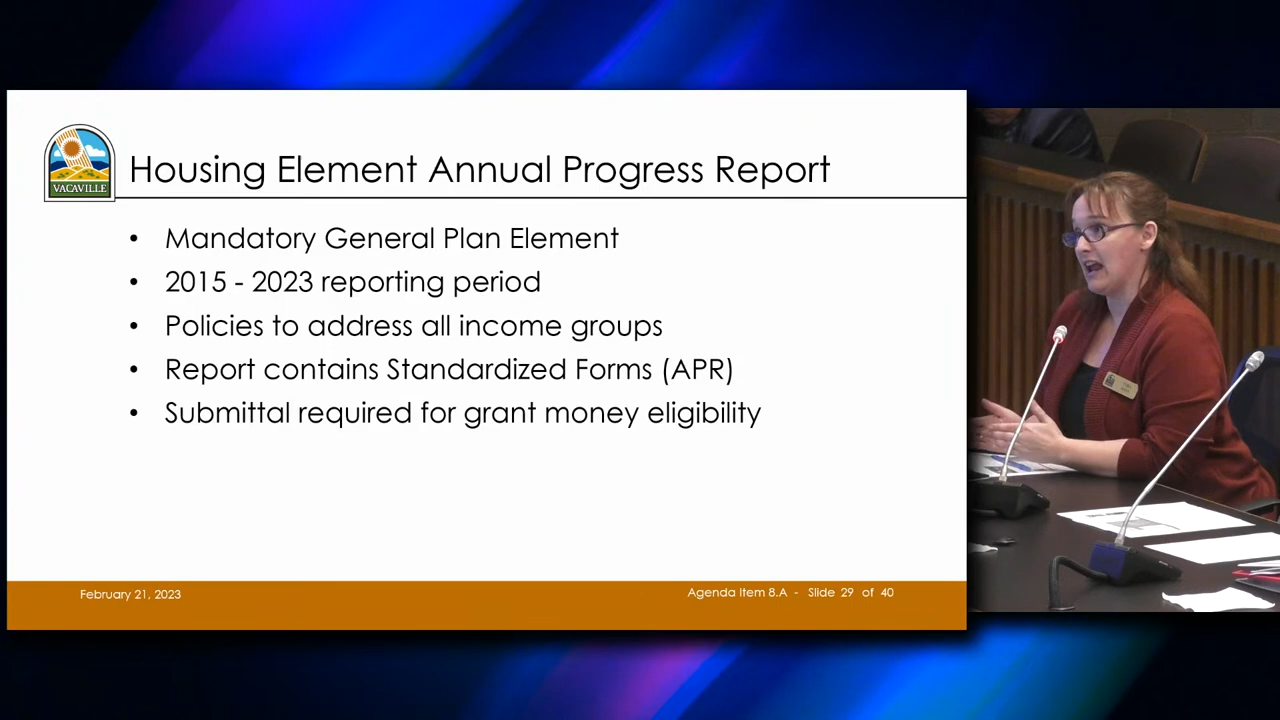 VACAVILLE
Housing Element Annual Progress Report
• Mandatory General Plan Element
• 2015 - 2023 reporting period
• Policies to address all income groups
• Report contains Standardized Forms (APR)
• Submittal required for grant money eligibility
February 21, 2023
Agenda Item 8.A - Slide 29 of 40